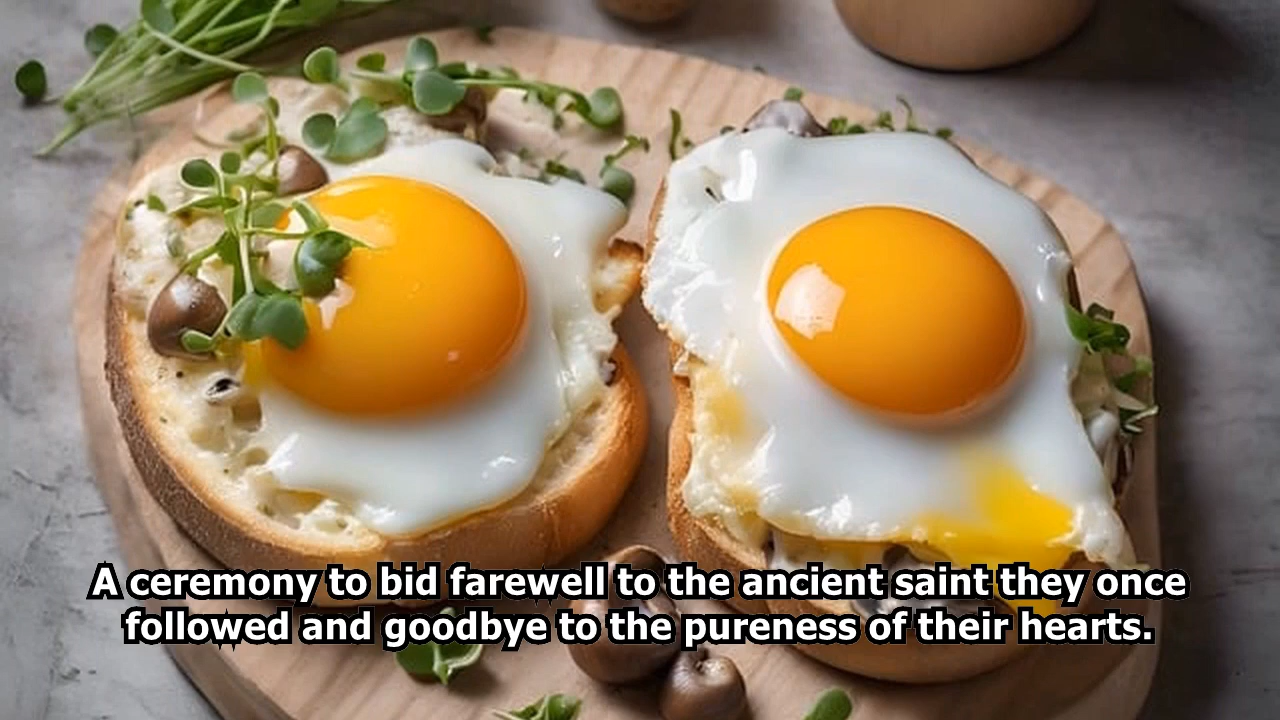 A ceremony to bid farewell to the ancient saint they once
followed and goodbye to the pureness of their hearts.